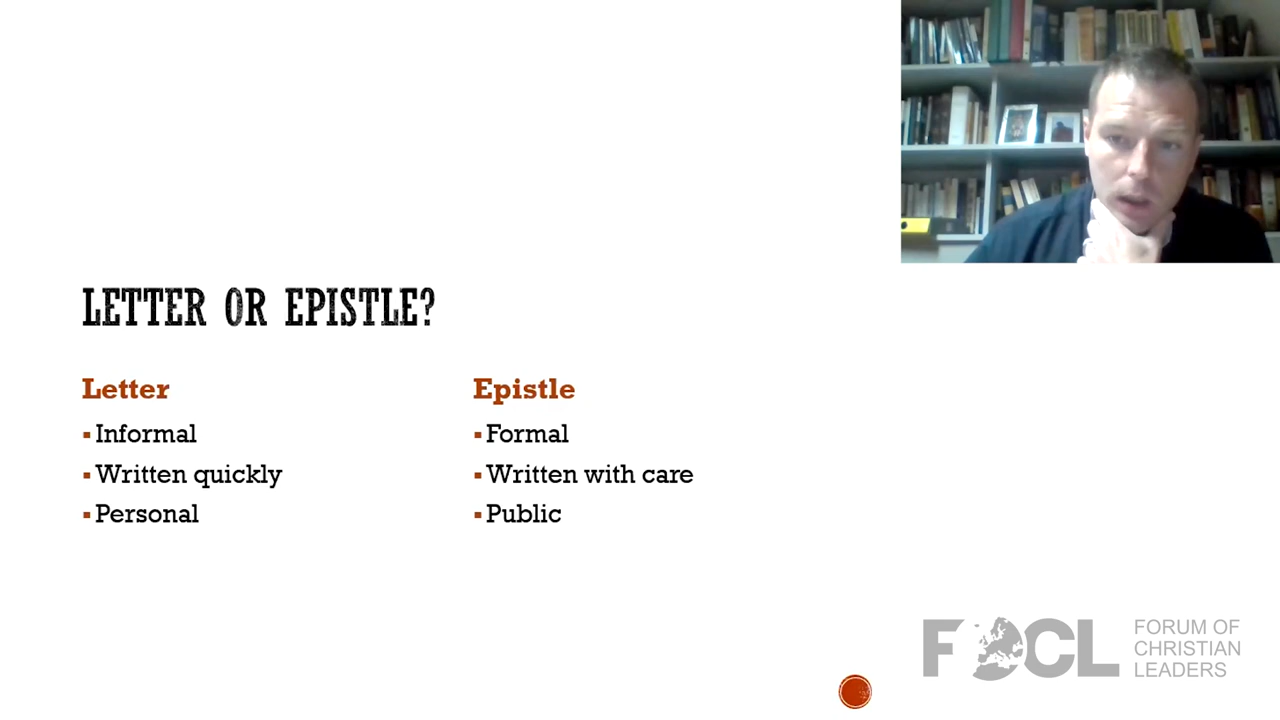 LETTER OR EPISTLE?
Letter
▪Informal
▪Written quickly
▪Personal
Epistle
▪Formal
▪Written with care
▪Public
FOCL
FORUM OF
CHRISTIAN
LEADERS